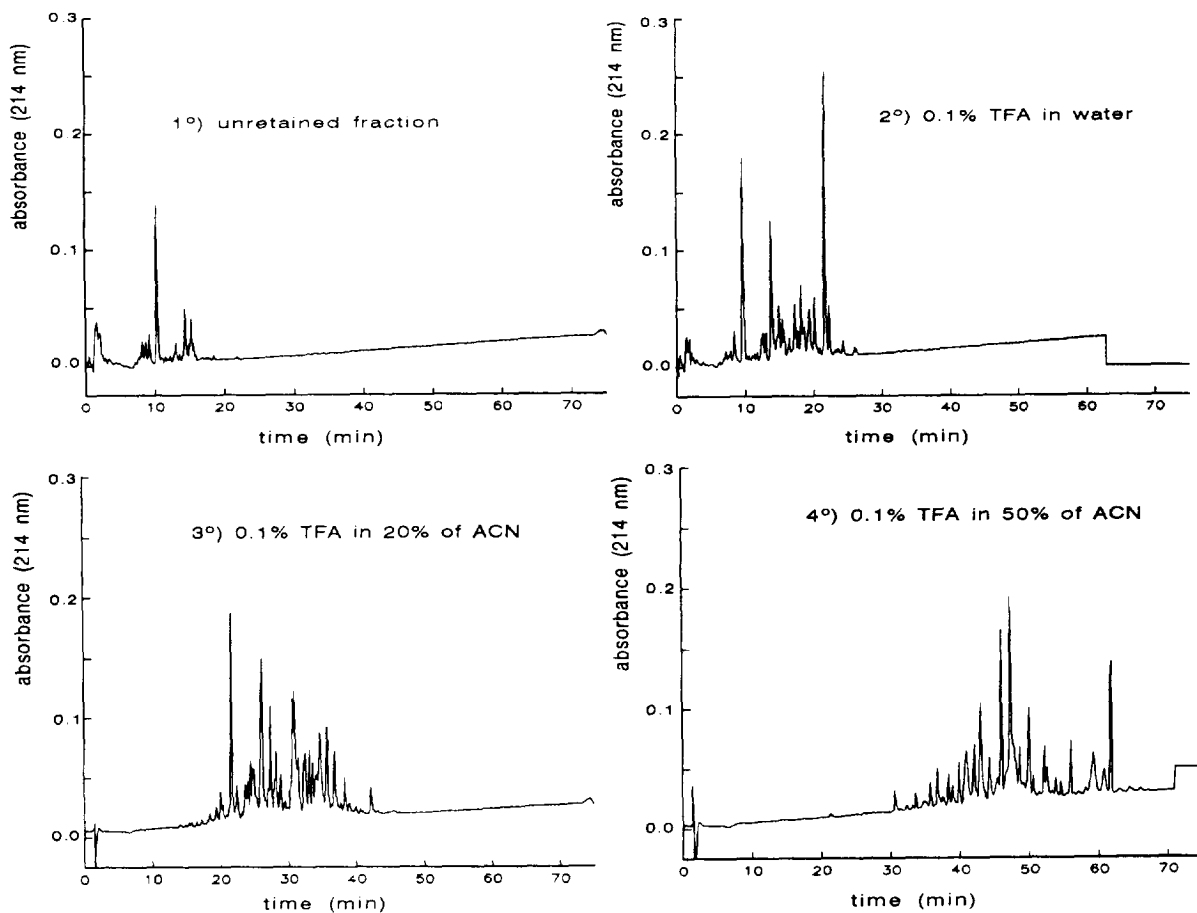 0.3
0.2
0.1
0.0
absorbance (214 nm)
1º) unretained fraction
0 10 20 30 40 50 60 70
time (min)
0.3
0.2
0.1
0.0
absorbance (214 nm)
2º) 0.1% TFA in water
0 10 20 30 40 50 60 70
time (min)
0.3
0.2
0.1
0.0
absorbance (214 nm)
3º) 0.1% TFA in 20% of ACN
0 10 20 30 40 50 60 70
time (min)
0.3
0.2
0.1
0.0
absorbance (214 nm)
4º) 0.1% TFA in 50% of ACN
0 10 20 30 40 50 60 70
time (min)